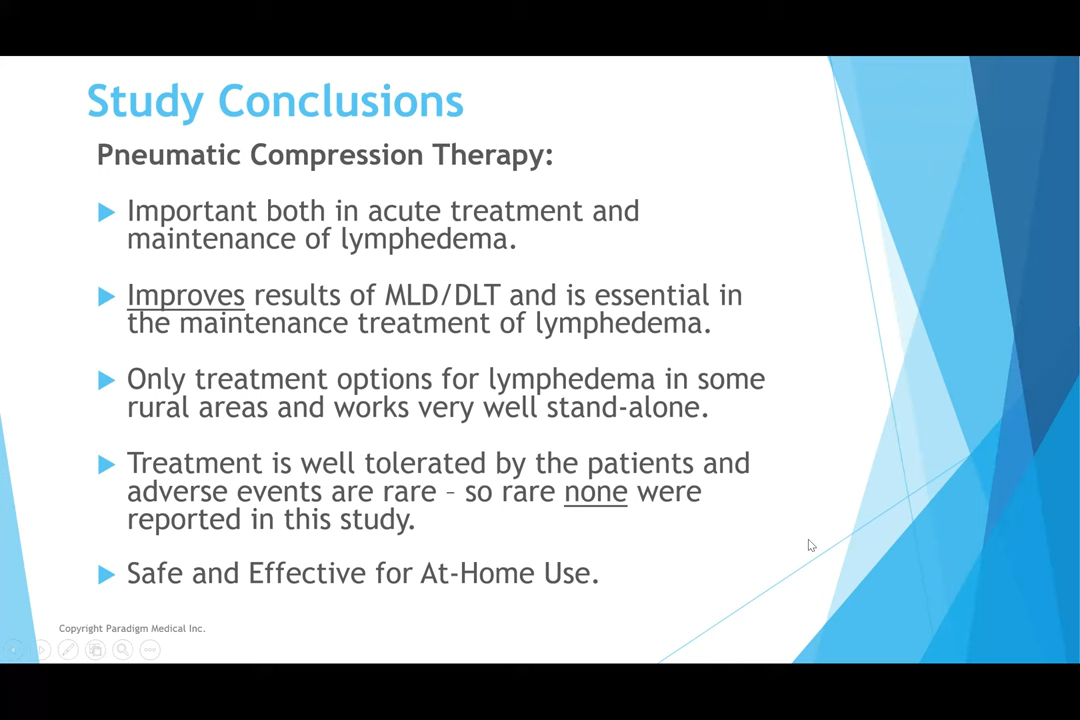 Study Conclusions
Pneumatic Compression Therapy:
Important both in acute treatment and
maintenance of lymphedema.
Improves results of MLD/DLT and is essential in
the maintenance treatment of lymphedema.
Only treatment options for lymphedema in some
rural areas and works very well stand-alone.
Treatment is well tolerated by the patients and
adverse events are rare – so rare none were
reported in this study.
Safe and Effective for At-Home Use.
Copyright Paradigm Medical Inc.